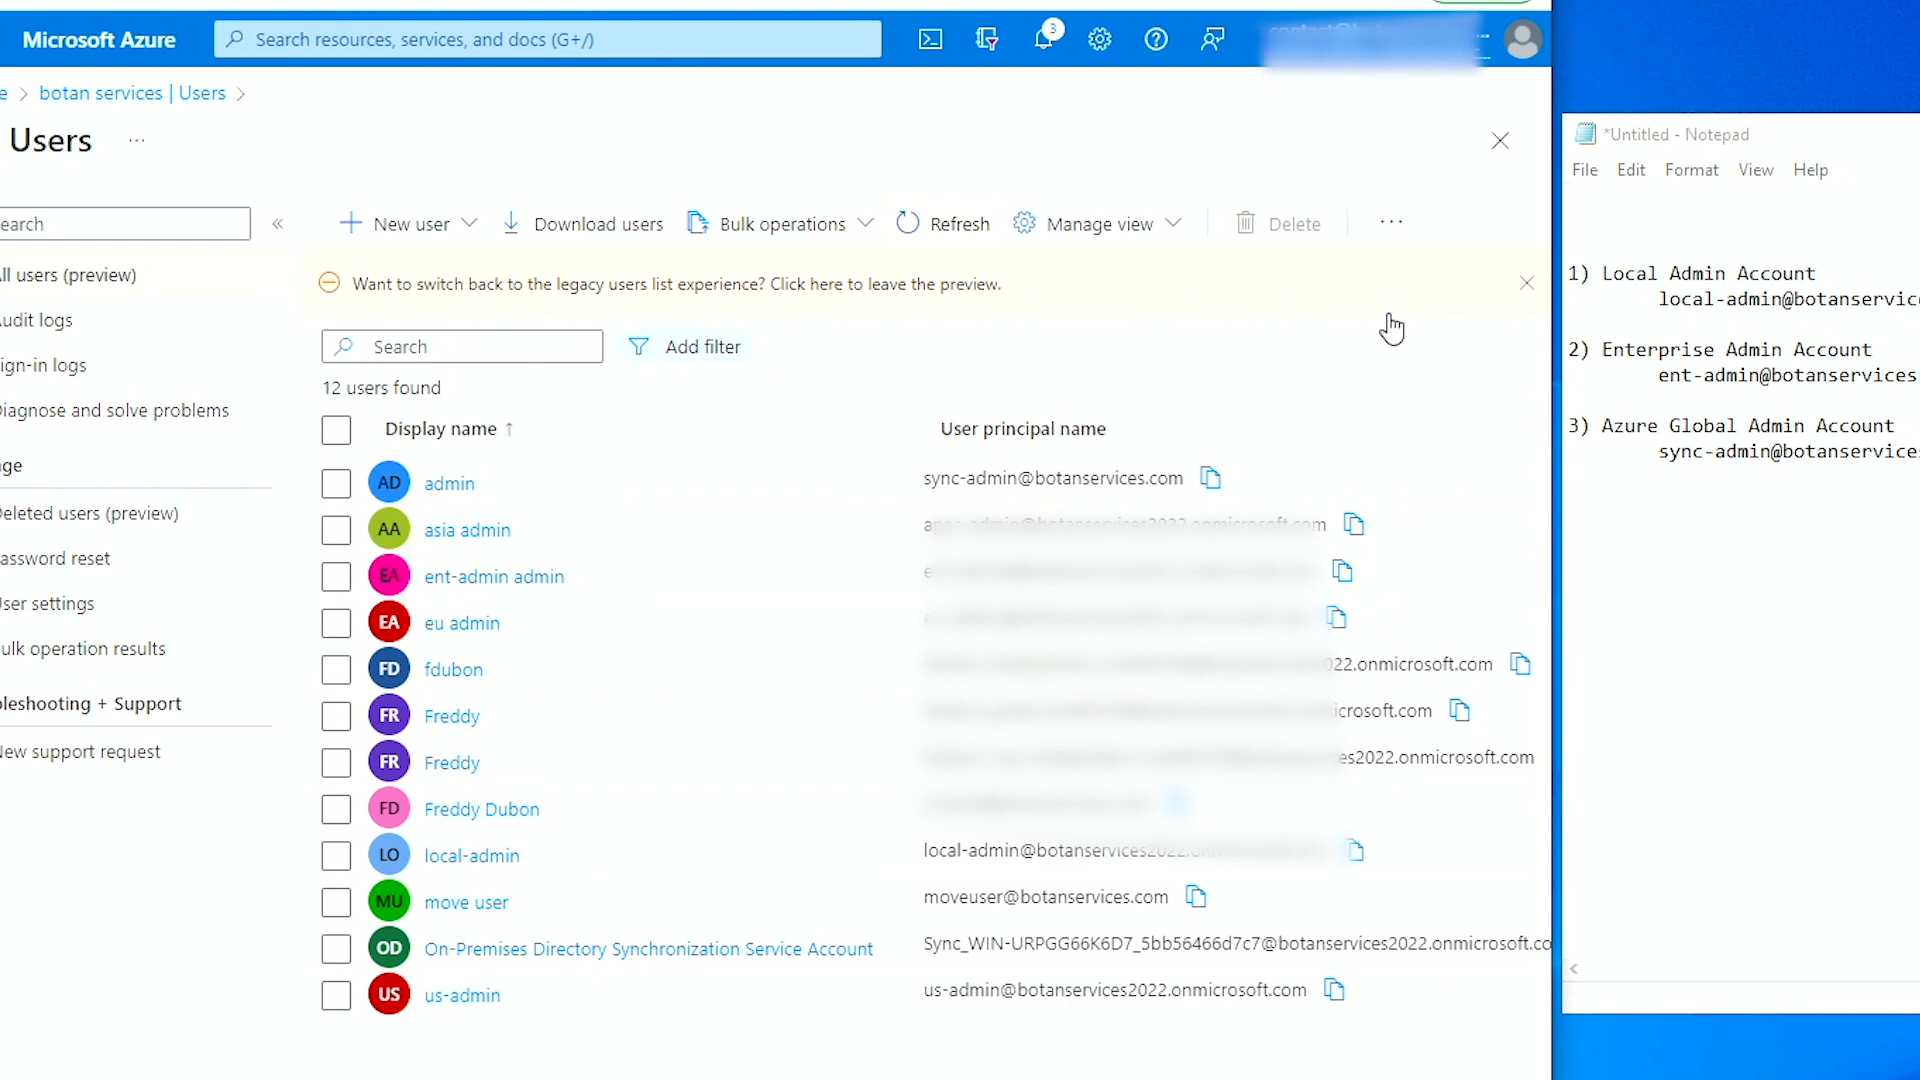 Microsoft Azure
Search resources, services, and docs (G+/)
3
e > botan services | Users >
Users ...
earch
«
New user
Download users
Bulk operations
Refresh
Manage view
Delete
...
ll users (preview)
udit logs
ign-in logs
iagnose and solve problems
ge
eleted users (preview)
assword reset
ser settings
ulk operation results
leshooting + Support
ew support request
Want to switch back to the legacy users list experience? Click here to leave the preview.
Search
Add filter
12 users found
Display name ↑ User principal name
AD admin sync-admin@botanservices.com
AA asia admin
EA ent-admin admin
EA eu admin
FD fdubon 022.onmicrosoft.com
FR Freddy icrosoft.com
FR Freddy es2022.onmicrosoft.com
FD Freddy Dubon
LO local-admin local-admin@botanservices2022.
MU move user moveuser@botanservices.com
OD On-Premises Directory Synchronization Service Account Sync_WIN-URPGG66K6D7_5bb56466d7c7@botanservices2022.onmicrosoft.co
US us-admin us-admin@botanservices2022.onmicrosoft.com
*Untitled - Notepad
File Edit Format View Help
1) Local Admin Account
local-admin@botanservic
2) Enterprise Admin Account
ent-admin@botanservices
3) Azure Global Admin Account
sync-admin@botanservice